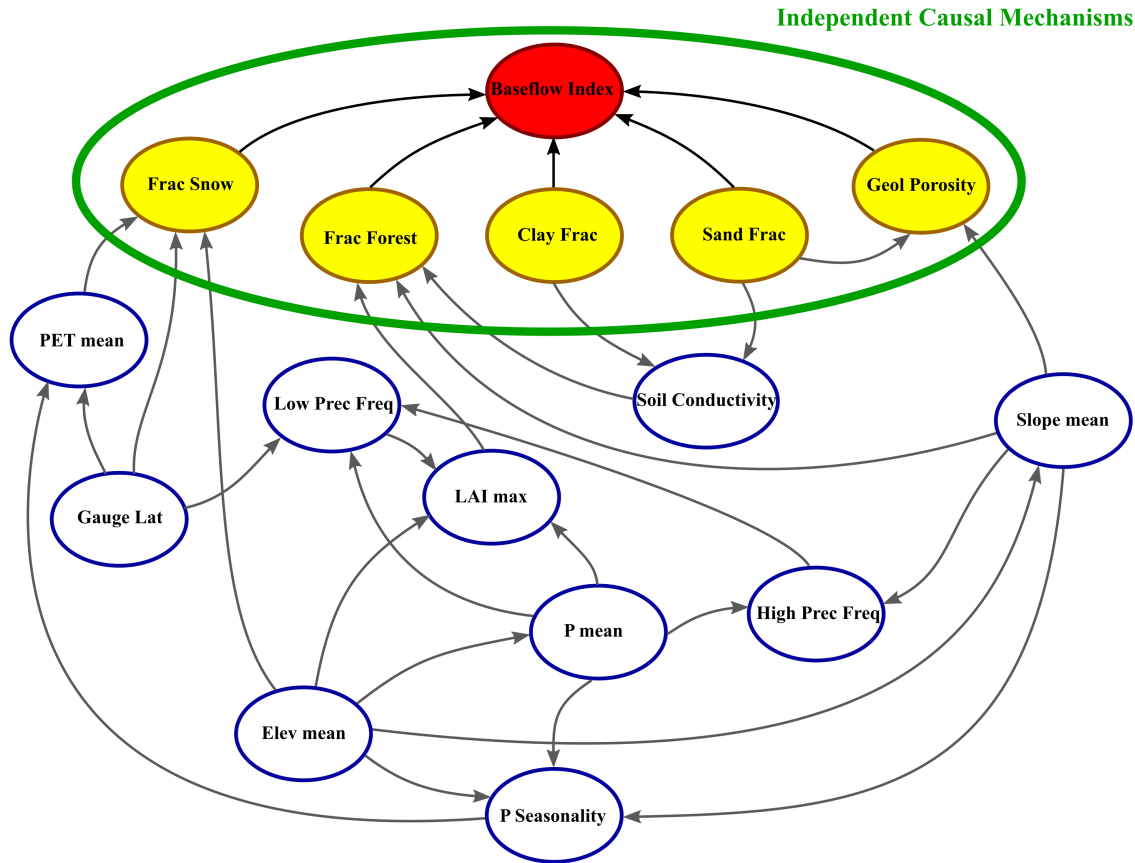 Independent Causal Mechanisms
Baseflow Index
Frac Snow
Geol Porosity
Frac Forest
Clay Frac
Sand Frac
PET mean
Low Prec Freq
Soil Conductivity
Slope mean
LAI max
Gauge Lat
High Prec Freq
P mean
Elev mean
P Seasonality